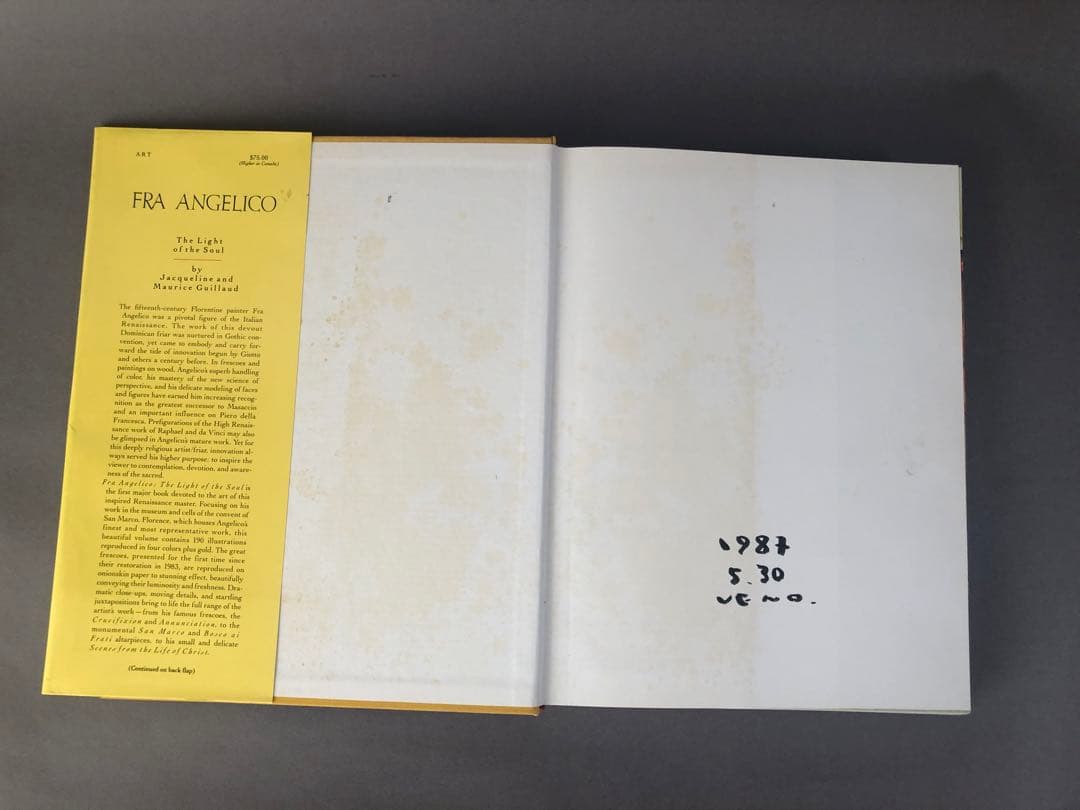 ART
$75.00
(Higher in Canada)
FRA ANGELICO
The Light
of the Soul
by
Jacqueline and
Maurice Guillaud
The fifteenth-century Florentine painter Fra
Angelico was a pivotal figure of the Italian
Renaissance. The work of this devout
Dominican friar was nurtured in Gothic con-
vention, yet came to embody and carry for-
ward the tide of innovation begun by Giotto
and others a century before. In frescoes and
paintings on wood, Angelico's superb handling
of color, his mastery of the new science of
perspective, and his delicate modeling of faces
and figures have earned him increasing recog-
nition as the greatest successor to Masaccio
and an important influence on Piero della
Francesca. Prefigurations of the High Renais-
sance work of Raphael and da Vinci may also
be glimpsed in Angelico's mature work. Yet for
this deeply religious artist/friar, innovation al-
ways served his higher purpose: to inspire the
viewer to contemplation, devotion, and aware-
ness of the sacred.
Fra Angelico: The Light of the Soul is
the first major book devoted to the art of this
inspired Renaissance master. Focusing on his
work in the museum and cells of the convent of
San Marco, Florence, which houses Angelico's
finest and most representative work, this
beautiful volume contains 190 illustrations
reproduced in four colors plus gold. The great
frescoes, presented for the first time since
their restoration in 1983, are reproduced on
onionskin paper to stunning effect, beautifully
conveying their luminosity and freshness. Dra-
matic close-ups, moving details, and startling
juxtapositions bring to life the full range of the
artist's work—from his famous frescoes, the
Crucifixion and Annunciation, to the
monumental San Marco and Bosco ai
Frati altarpieces, to his small and delicate
Scenes from the Life of Christ.
(Continued on back flap)
1987
5.30